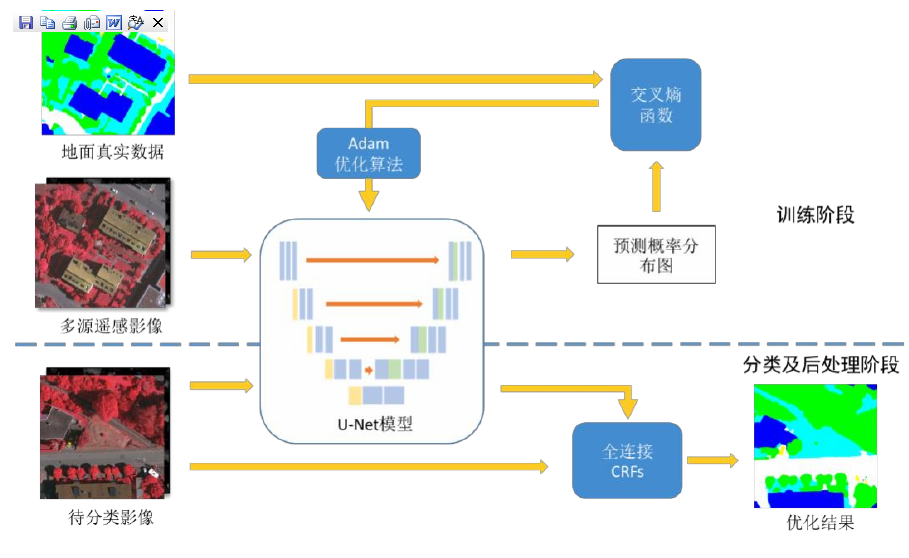 地面真实数据
交叉熵
函数
Adam
优化算法
训练阶段
预测概率分
布图
多源遥感影像
分类及后处理阶段
U-Net模型
全连接
CRFs
待分类影像
优化结果